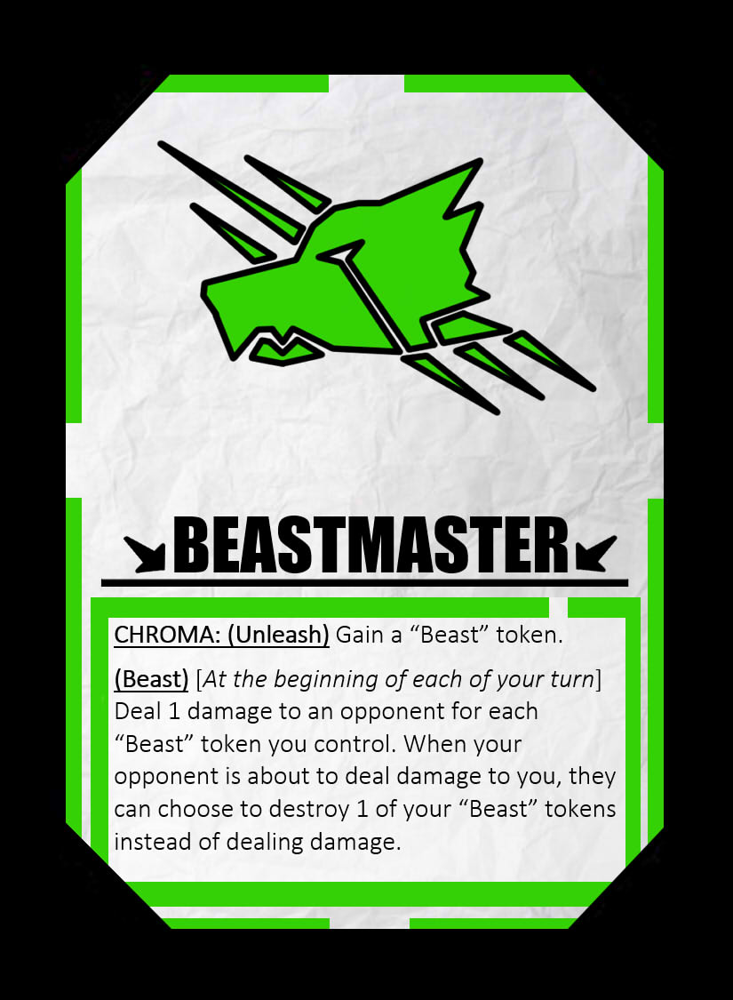 BEASTMASTER
CHROMA: (Unleash) Gain a “Beast” token.
(Beast) [At the beginning of each of your turn]
Deal 1 damage to an opponent for each
“Beast” token you control. When your
opponent is about to deal damage to you, they
can choose to destroy 1 of your “Beast” tokens
instead of dealing damage.